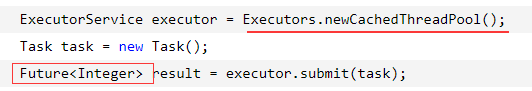 ExecutorService executor = Executors.newCachedThreadPool();
Task task = new Task();
Future<Integer> result = executor.submit(task);